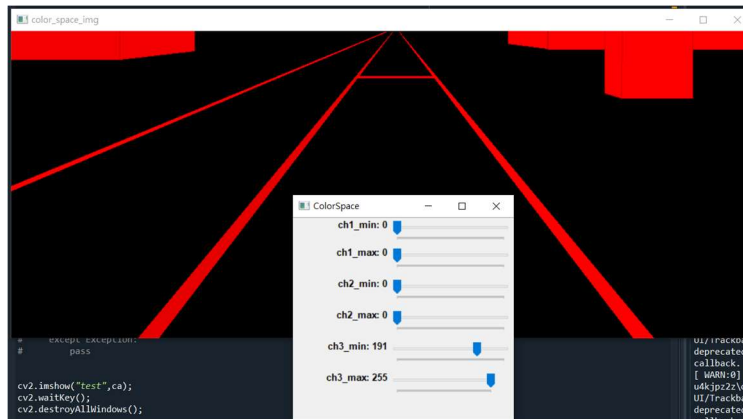 color_space_img
ColorSpace
ch1_min: 0
ch1_max: 0
ch2_min: 0
ch2_max: 0
ch3_min: 191
ch3_max: 255
# except Exception:
# pass
cv2.imshow("test",ca);
cv2.waitKey();
cv2.destroyAllWindows();
UI/Trackba
deprecated
callback.
[ WARN:0]
u4kjpz2z\c
UI/Trackba
deprecated